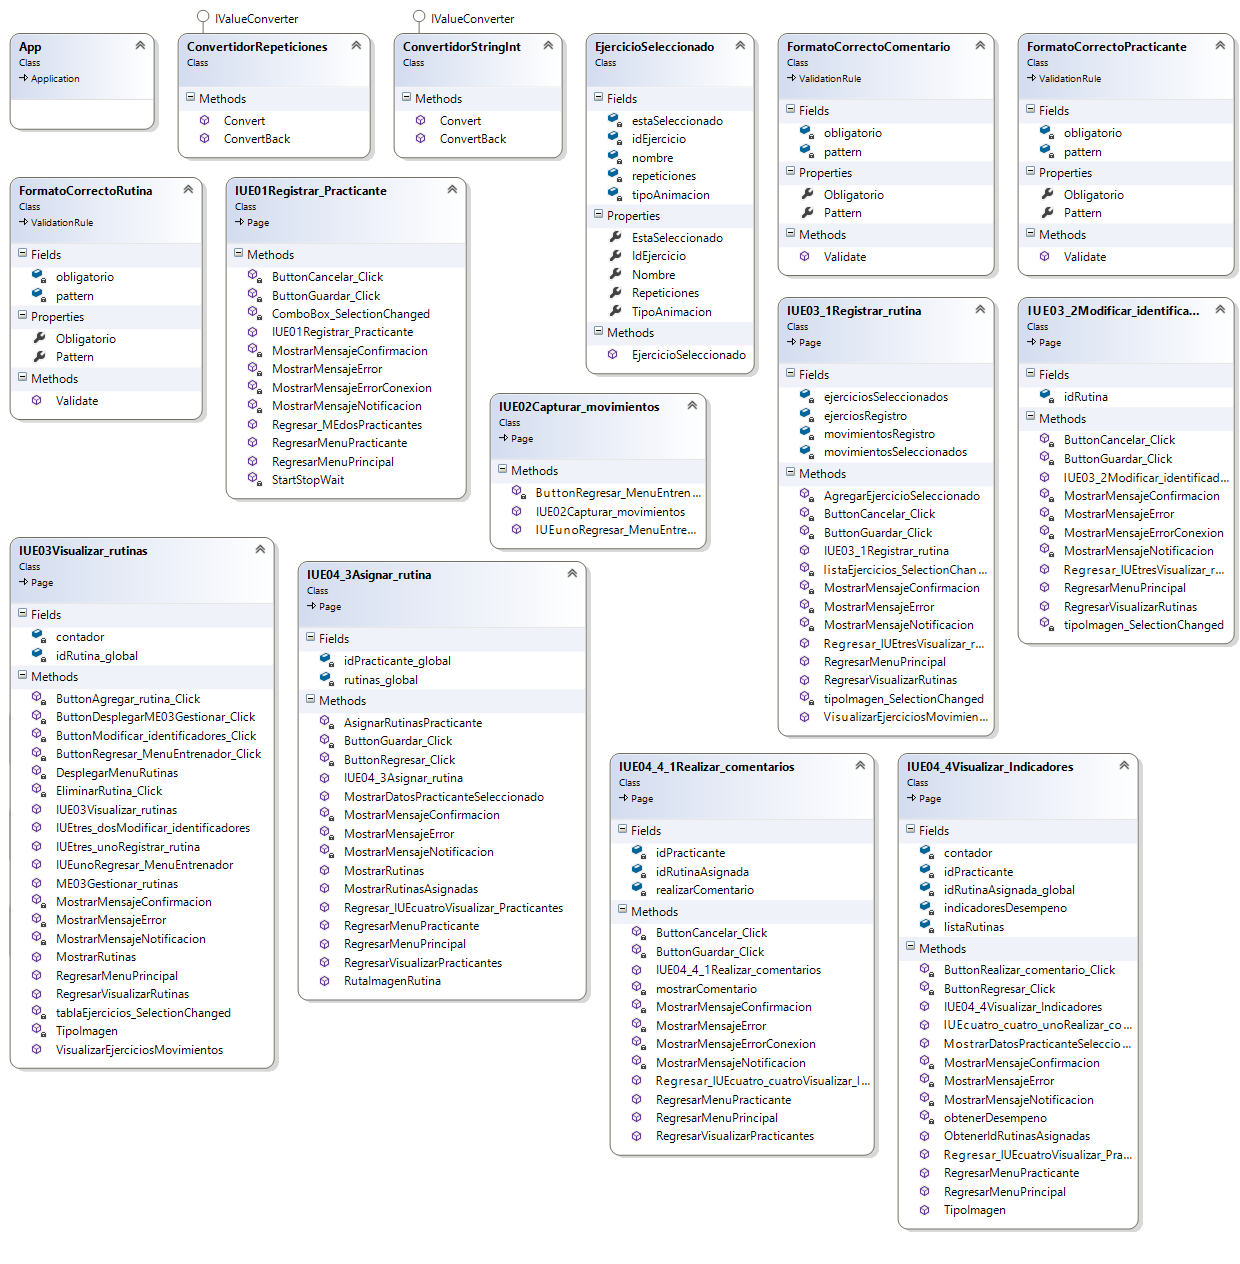 IValueConverter
IValueConverter
App
Class
Application
ConvertidorRepeticiones
Class
Methods
Convert
ConvertBack
ConvertidorStringInt
Class
Methods
Convert
ConvertBack
EjercicioSeleccionado
Class
Fields
estaSeleccionado
idEjercicio
nombre
repeticiones
tipoAnimacion
Properties
EstaSeleccionado
IdEjercicio
Nombre
Repeticiones
TipoAnimacion
Methods
EjercicioSeleccionado
FormatoCorrectoComentario
Class
ValidationRule
Fields
obligatorio
pattern
Properties
Obligatorio
Pattern
Methods
Validate
FormatoCorrectoPracticante
Class
ValidationRule
Fields
obligatorio
pattern
Properties
Obligatorio
Pattern
Methods
Validate
FormatoCorrectoRutina
Class
ValidationRule
Fields
obligatorio
pattern
Properties
Obligatorio
Pattern
Methods
Validate
IUE01Registrar_Practicante
Class
Page
Methods
ButtonCancelar_Click
ButtonGuardar_Click
ComboBox_SelectionChanged
IUE01Registrar_Practicante
MostrarMensajeConfirmacion
MostrarMensajeError
MostrarMensajeErrorConexion
MostrarMensajeNotificacion
Regresar_MEdosPracticantes
RegresarMenuPracticante
RegresarMenuPrincipal
StartStopWait
IUE03_1Registrar_rutina
Class
Page
Fields
ejerciciosSeleccionados
ejerciosRegistro
movimientosRegistro
movimientosSeleccionados
Methods
AgregarEjercicioSeleccionado
ButtonCancelar_Click
ButtonGuardar_Click
IUE03_1Registrar_rutina
listaEjercicios_SelectionChan...
MostrarMensajeConfirmacion
MostrarMensajeError
MostrarMensajeNotificacion
Regresar_IUEtresVisualizar_r...
RegresarMenuPrincipal
RegresarVisualizarRutinas
tipoImagen_SelectionChanged
VisualizarEjerciciosMovimien...
IUE03_2Modificar_identifica...
Class
Page
Fields
idRutina
Methods
ButtonCancelar_Click
ButtonGuardar_Click
IUE03_2Modificar_identificad...
MostrarMensajeConfirmacion
MostrarMensajeError
MostrarMensajeErrorConexion
MostrarMensajeNotificacion
Regresar_IUEtresVisualizar_r...
RegresarMenuPrincipal
RegresarVisualizarRutinas
tipoImagen_SelectionChanged
IUE02Capturar_movimientos
Class
Page
Methods
ButtonRegresar_MenuEntren...
IUE02Capturar_movimientos
IUEunoRegresar_MenuEntre...
IUE03Visualizar_rutinas
Class
Page
Fields
contador
idRutina_global
Methods
ButtonAgregar_rutina_Click
ButtonDesplegarME03Gestionar_Click
ButtonModificar_identificadores_Click
ButtonRegresar_MenuEntrenador_Click
DesplegarMenuRutinas
EliminarRutina_Click
IUE03Visualizar_rutinas
IUEtres_dosModificar_identificadores
IUEtres_unoRegistrar_rutina
IUEunoRegresar_MenuEntrenador
ME03Gestionar_rutinas
MostrarMensajeConfirmacion
MostrarMensajeError
MostrarMensajeNotificacion
MostrarRutinas
RegresarMenuPrincipal
RegresarVisualizarRutinas
tablaEjercicios_SelectionChanged
TipoImagen
VisualizarEjerciciosMovimientos
IUE04_3Asignar_rutina
Class
Page
Fields
idPracticante_global
rutinas_global
Methods
AsignarRutinasPracticante
ButtonGuardar_Click
ButtonRegresar_Click
IUE04_3Asignar_rutina
MostrarDatosPracticanteSeleccionado
MostrarMensajeConfirmacion
MostrarMensajeError
MostrarMensajeNotificacion
MostrarRutinas
MostrarRutinasAsignadas
Regresar_IUEcuatroVisualizar_Practicantes
RegresarMenuPracticante
RegresarMenuPrincipal
RegresarVisualizarPracticantes
RutaImagenRutina
IUE04_4_1Realizar_comentarios
Class
Page
Fields
idPracticante
idRutinaAsignada
realizarComentario
Methods
ButtonCancelar_Click
ButtonGuardar_Click
IUE04_4_1Realizar_comentarios
mostrarComentario
MostrarMensajeConfirmacion
MostrarMensajeError
MostrarMensajeErrorConexion
MostrarMensajeNotificacion
Regresar_IUEcuatro_cuatroVisualizar_I...
RegresarMenuPracticante
RegresarMenuPrincipal
RegresarVisualizarPracticantes
IUE04_4Visualizar_Indicadores
Class
Page
Fields
contador
idPracticante
idRutinaAsignada_global
indicadoresDesempeno
listaRutinas
Methods
ButtonRealizar_comentario_Click
ButtonRegresar_Click
IUE04_4Visualizar_Indicadores
IUEcuatro_cuatro_unoRealizar_co...
MostrarDatosPracticanteSeleccio...
MostrarMensajeConfirmacion
MostrarMensajeError
MostrarMensajeNotificacion
obtenerDesempeno
ObtenerIdRutinasAsignadas
Regresar_IUEcuatroVisualizar_Pra...
RegresarMenuPracticante
RegresarMenuPrincipal
TipoImagen